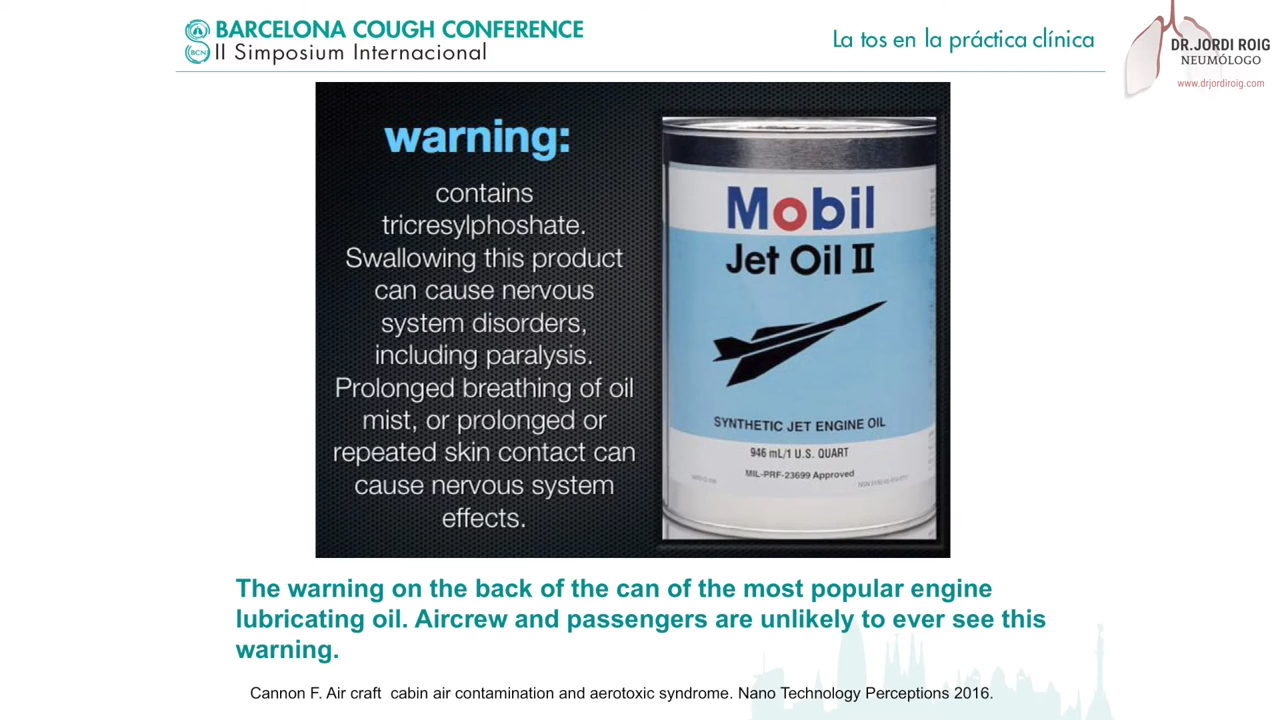 BARCELONA COUGH CONFERENCE
BCN
II Simposium Internacional
La tos en la práctica clínica
DR.JORDI ROIG
NEUMÓLOGO
www.drjordiroig.com
warning:
contains
tricresylphoshate.
Swallowing this product
can cause nervous
system disorders,
including paralysis.
Prolonged breathing of oil
mist, or prolonged or
repeated skin contact can
cause nervous system
effects.
Mobil
Jet Oil II
SYNTHETIC JET ENGINE OIL
946 mL/1 U.S. QUART
MIL-PRF-23699 Approved
The warning on the back of the can of the most popular engine
lubricating oil. Aircrew and passengers are unlikely to ever see this
warning.
Cannon F. Air craft cabin air contamination and aerotoxic syndrome. Nano Technology Perceptions 2016.